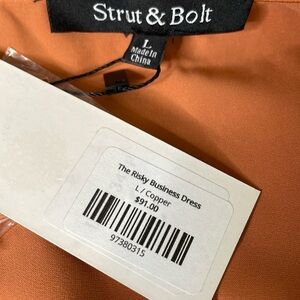 Strut & Bolt
L
Made in
China
The Risky Business Dress
L / Copper
$91.00
97380315